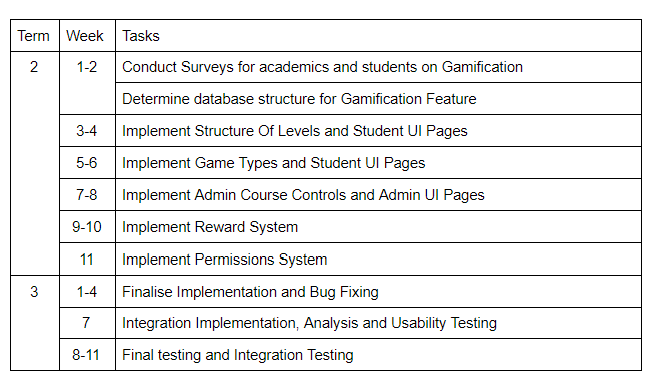 Term Week Tasks
2 1-2 Conduct Surveys for academics and students on Gamification
Determine database structure for Gamification Feature
3-4 Implement Structure Of Levels and Student UI Pages
5-6 Implement Game Types and Student UI Pages
7-8 Implement Admin Course Controls and Admin UI Pages
9-10 Implement Reward System
11 Implement Permissions System
3 1-4 Finalise Implementation and Bug Fixing
7 Integration Implementation, Analysis and Usability Testing
8-11 Final testing and Integration Testing